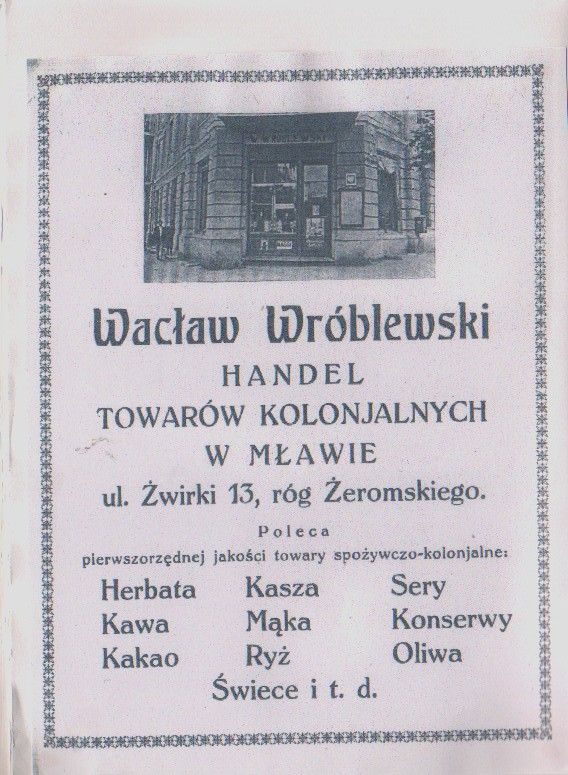 W. WRÓBLEWSKI
Wacław Wróblewski
HANDEL
TOWARÓW KOLONJALNYCH
W MŁAWIE
ul. Żwirki 13, róg Żeromskiego.
Poleca
pierwszorzędnej jakości towary spożywczo-kolonjalne:
Herbata Kasza Sery
Kawa Mąka Konserwy
Kakao Ryż Oliwa
Świece i t. d.